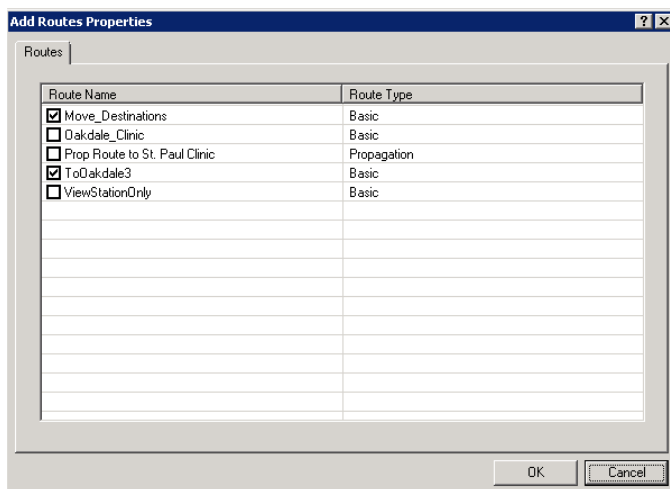 Add Routes Properties
Routes
Route Name Route Type
Move_Destinations Basic
Oakdale_Clinic Basic
Prop Route to St. Paul Clinic Propagation
ToOakdale3 Basic
ViewStationOnly Basic
OK Cancel